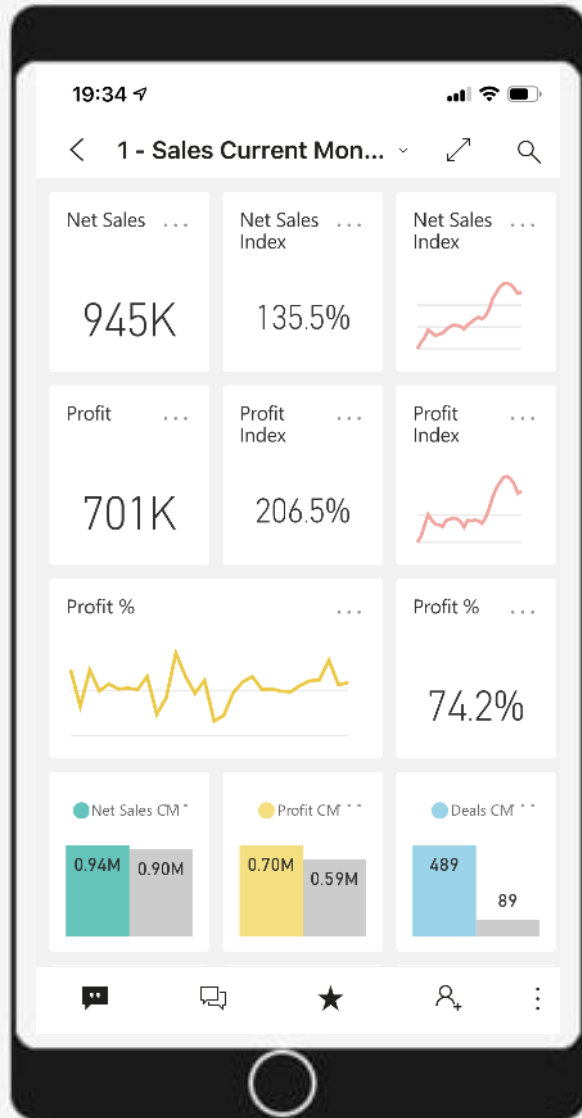 19:34
1 - Sales Current Mon...
Net Sales ...
Net Sales ...
Index
Net Sales ...
Index
945K
135.5%
Profit ...
Profit ...
Index
Profit ...
Index
701K
206.5%
Profit % ...
Profit % ...
74.2%
Net Sales CM
Profit CM
Deals CM
0.94M
0.90M
0.70M
0.59M
489
89